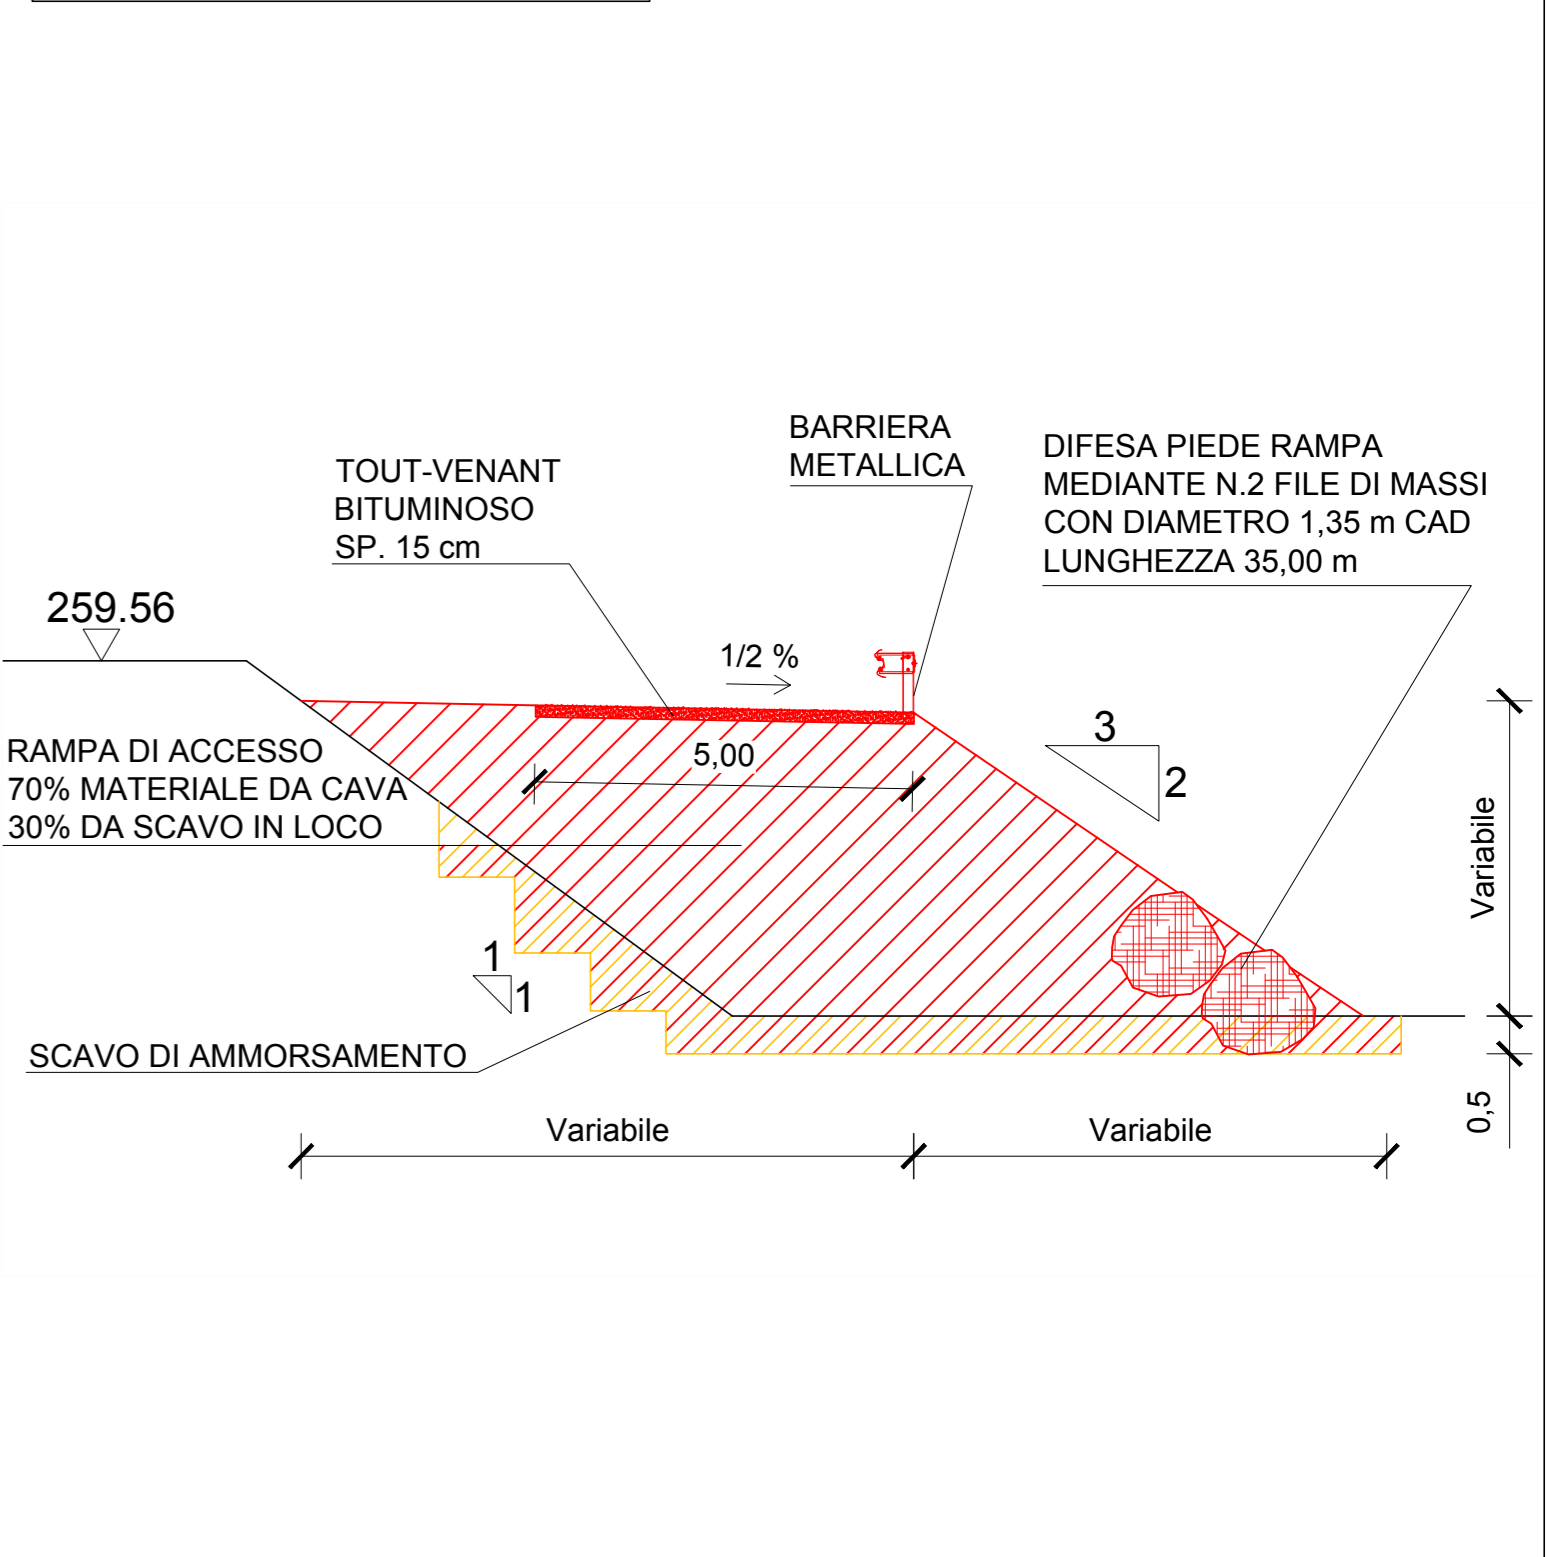 BARRIERA
METALLICA
TOUT-VENANT
BITUMINOSO
SP. 15 cm
DIFESA PIEDE RAMPA
MEDIANTE N.2 FILE DI MASSI
CON DIAMETRO 1,35 m CAD
LUNGHEZZA 35,00 m
259.56
1/2 %
RAMPA DI ACCESSO
70% MATERIALE DA CAVA
30% DA SCAVO IN LOCO
5,00
3
2
Variabile
1
1
SCAVO DI AMMORSAMENTO
0,5
Variabile
Variabile